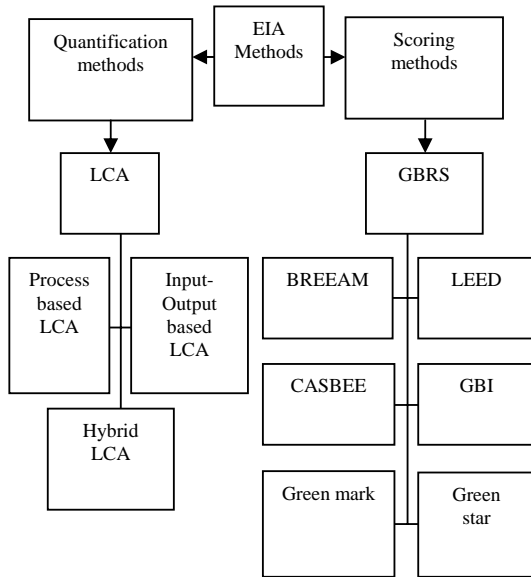 EIA
Methods
Quantification
methods
Scoring
methods
LCA
GBRS
Process
based
LCA
Input-
Output
based
LCA
Hybrid
LCA
BREEAM
LEED
CASBEE
GBI
Green mark
Green
star